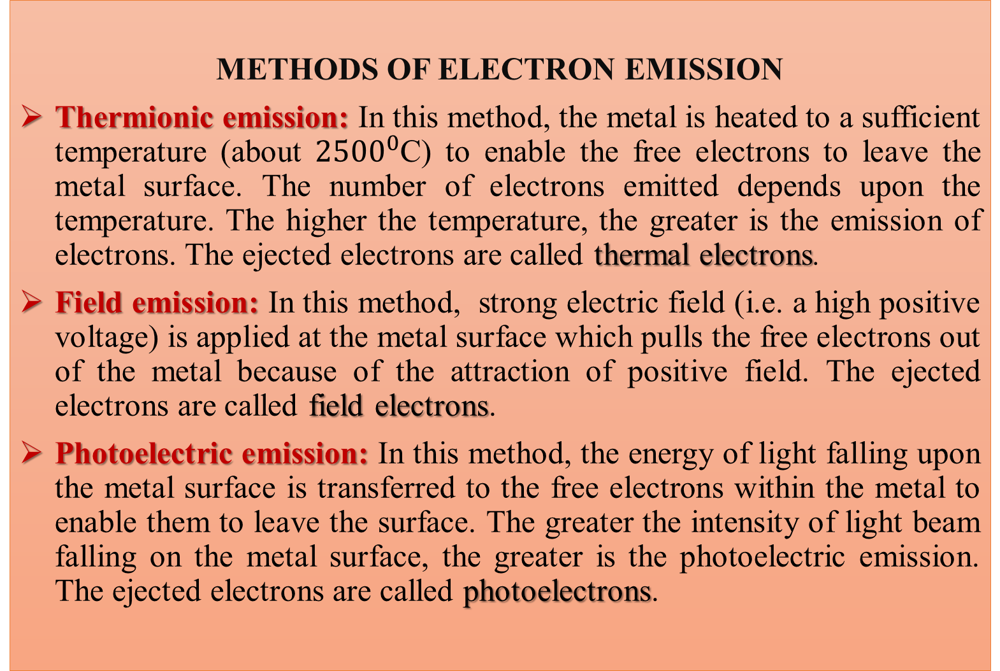 METHODS OF ELECTRON EMISSION
➢ Thermionic emission: In this method, the metal is heated to a sufficient
temperature (about 2500⁰C) to enable the free electrons to leave the
metal surface. The number of electrons emitted depends upon the
temperature. The higher the temperature, the greater is the emission of
electrons. The ejected electrons are called thermal electrons.
➢ Field emission: In this method, strong electric field (i.e. a high positive
voltage) is applied at the metal surface which pulls the free electrons out
of the metal because of the attraction of positive field. The ejected
electrons are called field electrons.
➢ Photoelectric emission: In this method, the energy of light falling upon
the metal surface is transferred to the free electrons within the metal to
enable them to leave the surface. The greater the intensity of light beam
falling on the metal surface, the greater is the photoelectric emission.
The ejected electrons are called photoelectrons.